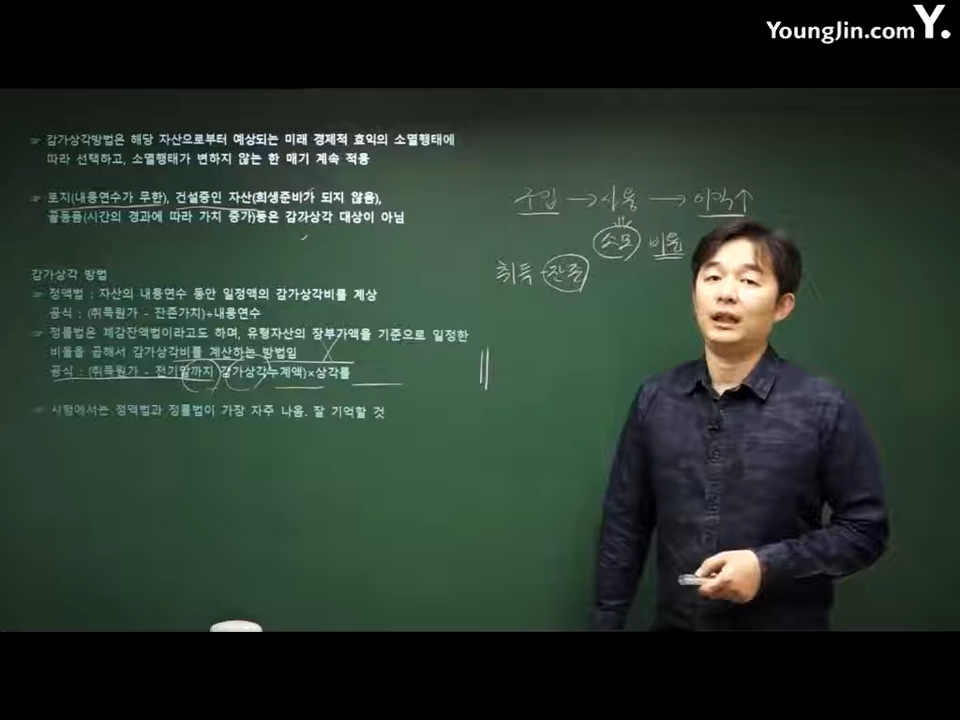 YoungJin.com Y.
☞ 감가상각방법은 해당 자산으로부터 예상되는 미래 경제적 효익의 소멸행태에
따라 선택하고, 소멸행태가 변하지 않는 한 매기 계속 적용
☞ 토지(내용연수가 무한), 건설중인 자산(희생준비가 되지 않음),
골동품(시간의 경과에 따라 가치 증가)등은 감가상각 대상이 아님
감가상각 방법
☞ 정액법 : 자산의 내용연수 동안 일정액의 감가상각비를 계상
공식 : (취득원가 - 잔존가치)÷내용연수
☞ 정률법은 체감잔액법이라고도 하며, 유형자산의 장부가액을 기준으로 일정한
비율을 곱해서 감가상각비를 계산하는 방법임
공식 : (취득원가 - 전기말까지 감가상각누계액)×상각률
☞ 시험에서는 정액법과 정률법이 가장 자주 나옴. 잘 기억할 것
구입 → 사용 → 이익↑
소모 비율
취득 - 잔존